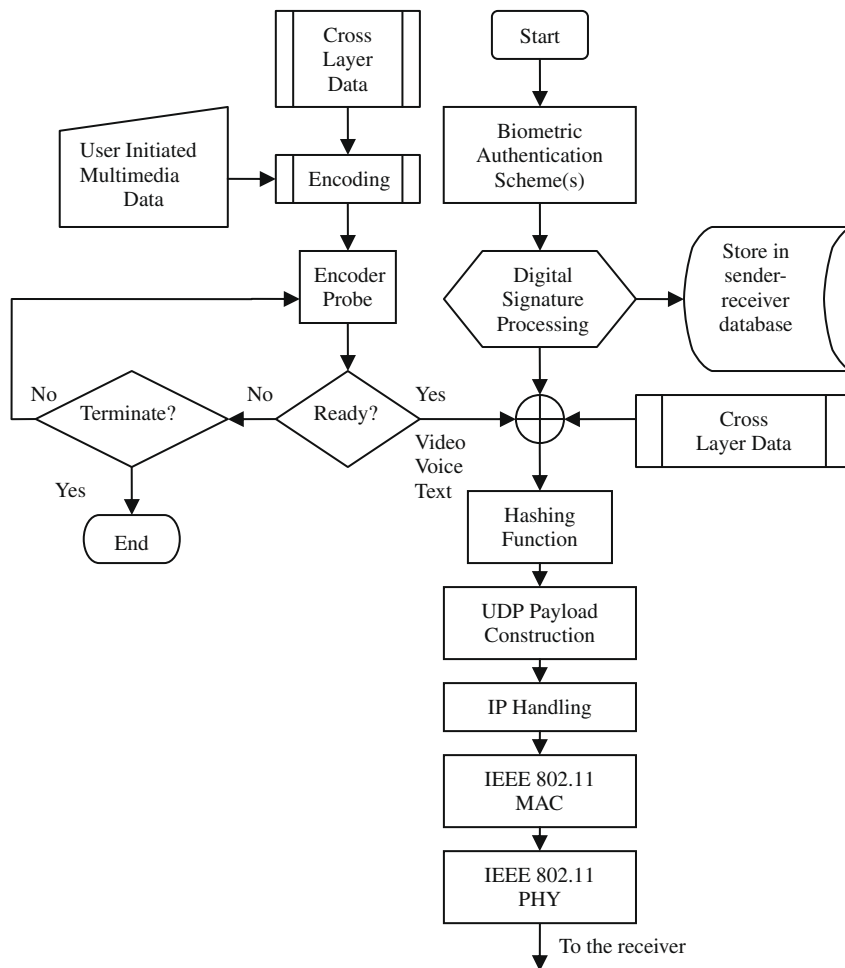 Cross
Layer
Data
Start
User Initiated
Multimedia
Data
Encoding
Biometric
Authentication
Scheme(s)
Encoder
Probe
Digital
Signature
Processing
Store in
sender-
receiver
database
No
Terminate?
No
Ready?
Yes
Video
Voice
Text
Cross
Layer Data
Yes
End
Hashing
Function
UDP Payload
Construction
IP Handling
IEEE 802.11
MAC
IEEE 802.11
PHY
To the receiver